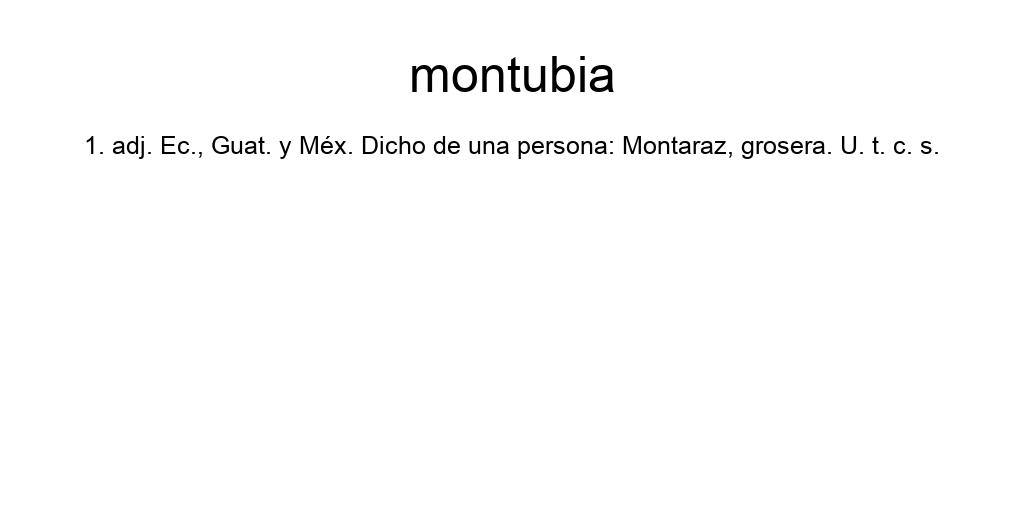 montubia
1. adj. Ec., Guat. y Méx. Dicho de una persona: Montaraz, grosera. U. t. c. s.